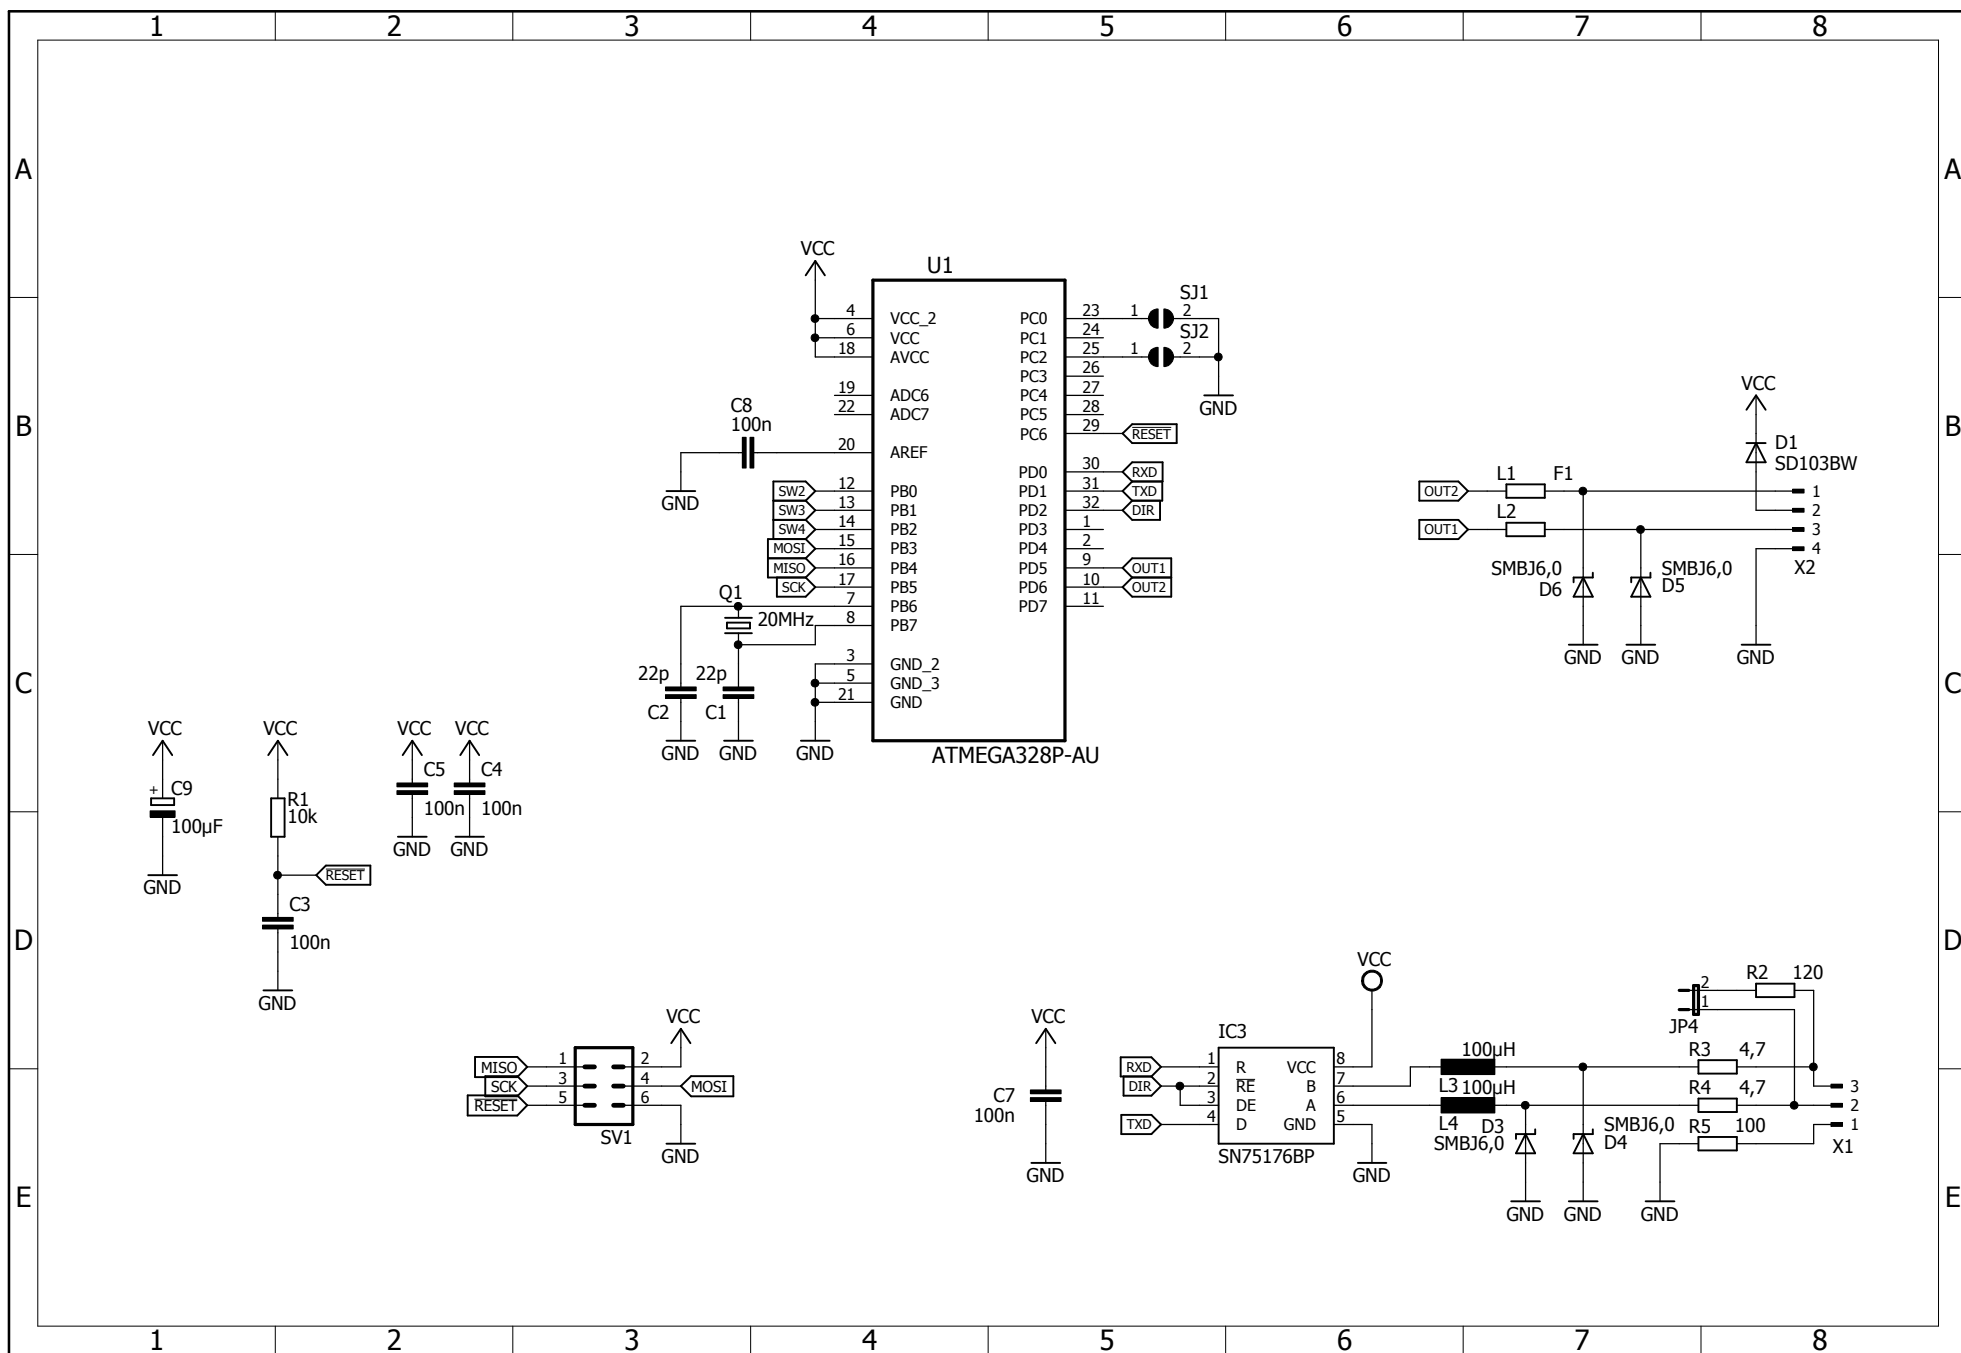 1 2 3 4 5 6 7 8
A A
VCC
U1
SJ1
4 VCC_2 PC0 23 1 2
6 VCC PC1 24 SJ2
18 AVCC PC2 25 1 2
PC3 26
19 ADC6 PC4 27
22 ADC7 PC5 28
GND
PC6 29 RESET
C8
100n
20 AREF
GND
PD0 30 RXD
SW2 12 PB0 PD1 31 TXD
SW3 13 PB1 PD2 32 DIR
SW4 14 PB2 PD3 1
MOSI 15 PB3 PD4 2
MISO 16 PB4 PD5 9 OUT1
SCK 17 PB5 PD6 10 OUT2
7 PB6 PD7 11
8 PB7
Q1
20MHz
3 GND_2
5 GND_3
21 GND
22p 22p
C2 C1
GND GND GND
ATMEGA328P-AU
B B
VCC
D1
SD103BW
L1 F1
OUT2 1
L2 2
OUT1 3
4
X2
SMBJ6,0
D6
SMBJ6,0
D5
GND GND GND
C C
VCC VCC VCC VCC
+ C9
100µF
GND
R1
10k
RESET
C3
100n
GND
C5
100n
GND
C4
100n
GND
D D
VCC
MISO 1 2
SCK 3 4 MOSI
RESET 5 6
SV1
GND
VCC
C7
100n
GND
VCC
IC3
RXD 1 R VCC 8
DIR 2 RE B 7
3 DE A 6
TXD 4 D GND 5
SN75176BP
GND
100µH
L3 100µH
L4 D3
SMBJ6,0
SMBJ6,0
D4
GND GND GND
R2 120
2
1
JP4
R3 4,7
R4 4,7
R5 100
3
2
1
X1
E E
1 2 3 4 5 6 7 8